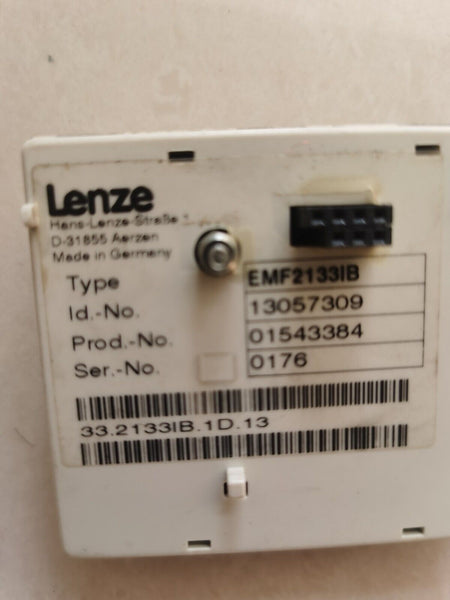 Lenze
Hans-Lenze-Straße 1
D-31855 Aerzen
Made in Germany
Type EMF2133IB
Id.-No. 13057309
Prod.-No. 01543384
Ser.-No. 0176
33.2133IB.1D.13